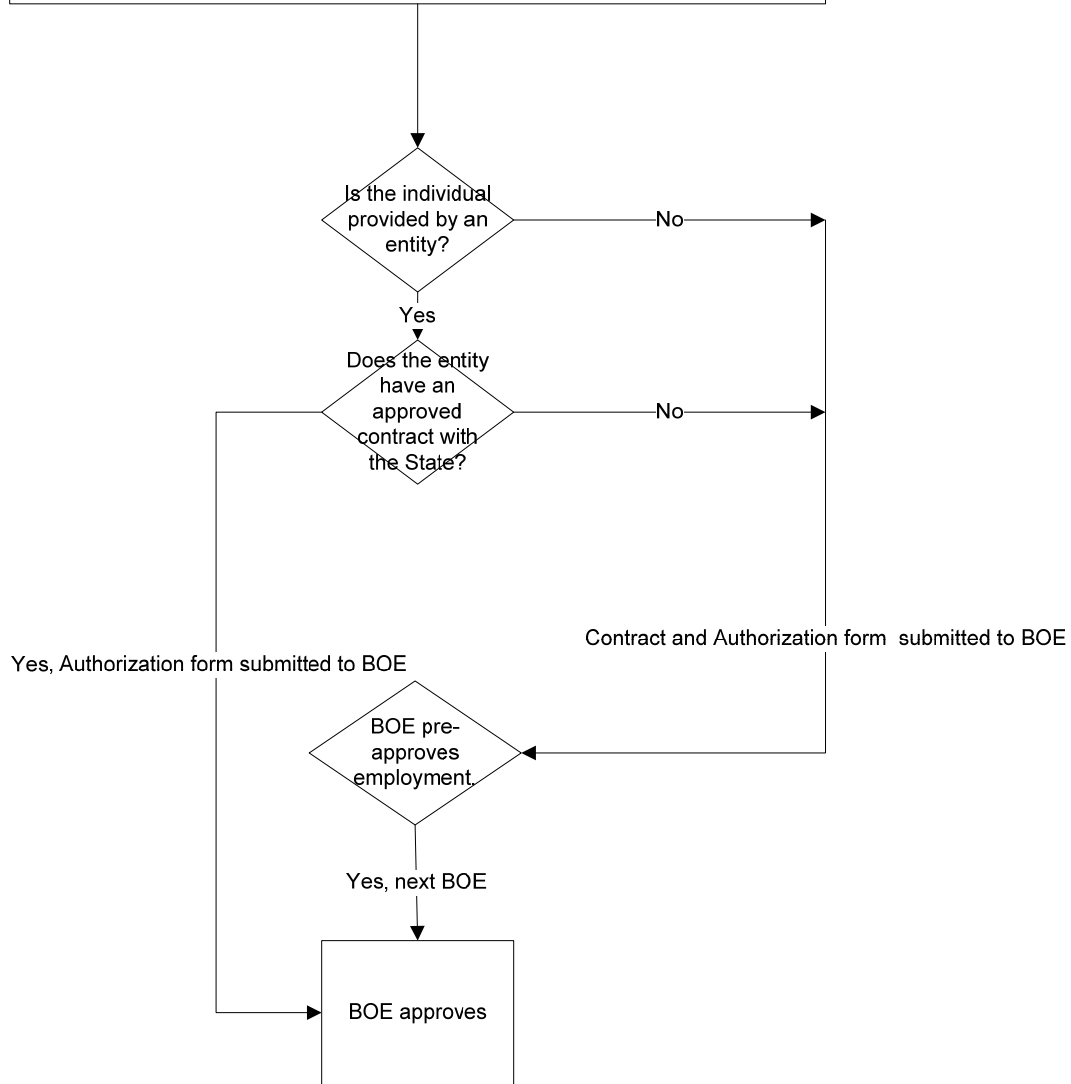 Is the individual
provided by an
entity?
No
Yes
Does the entity
have an
approved
contract with
the State?
No
Contract and Authorization form  submitted to BOE
Yes, Authorization form submitted to BOE
BOE pre-
approves
employment.
Yes, next BOE
BOE approves